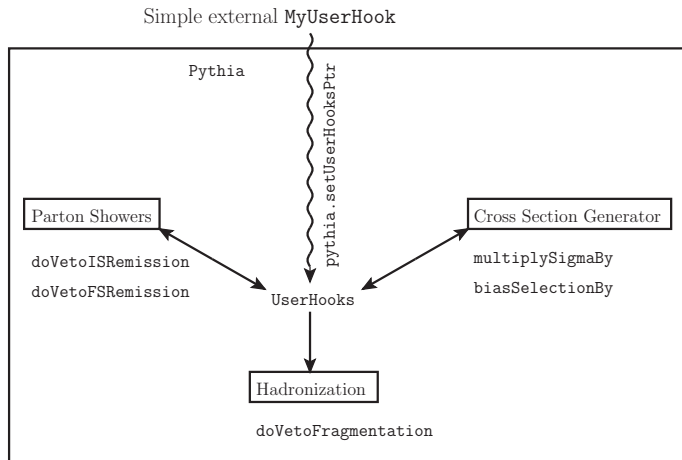 Simple external MyUserHook
Pythia
pythia.setUserHooksPtr
Parton Showers
doVetoISRemission
doVetoFSRemission
Cross Section Generator
multiplySigmaBy
biasSelectionBy
UserHooks
Hadronization
doVetoFragmentation